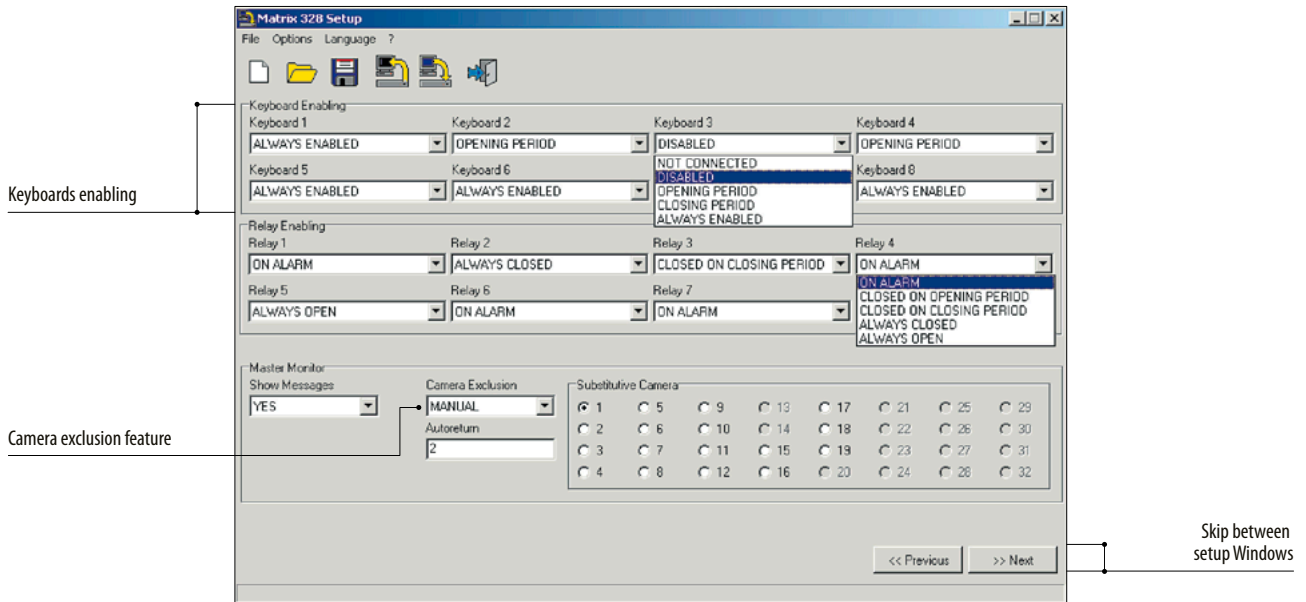 Matrix 328 Setup
File Options Language ?
Keyboard Enabling
Keyboard 1 Keyboard 2 Keyboard 3 Keyboard 4
ALWAYS ENABLED OPENING PERIOD DISABLED OPENING PERIOD
NOT CONNECTED
DISABLED
OPENING PERIOD
CLOSING PERIOD
ALWAYS ENABLED
Keyboard 5 Keyboard 6 Keyboard 8
ALWAYS ENABLED ALWAYS ENABLED ALWAYS ENABLED
Keyboards enabling
Relay Enabling
Relay 1 Relay 2 Relay 3 Relay 4
ON ALARM ALWAYS CLOSED CLOSED ON CLOSING PERIOD ON ALARM
ON ALARM
CLOSED ON OPENING PERIOD
CLOSED ON CLOSING PERIOD
ALWAYS CLOSED
ALWAYS OPEN
Relay 5 Relay 6 Relay 7
ALWAYS OPEN ON ALARM ON ALARM
Master Monitor
Show Messages Camera Exclusion Substitutive Camera
YES MANUAL
Autoreturn
2
1 5 9 13 17 21 25 29
2 6 10 14 18 22 26 30
3 7 11 15 19 23 27 31
4 8 12 16 20 24 28 32
Camera exclusion feature
<< Previous >> Next
Skip between
setup Windows